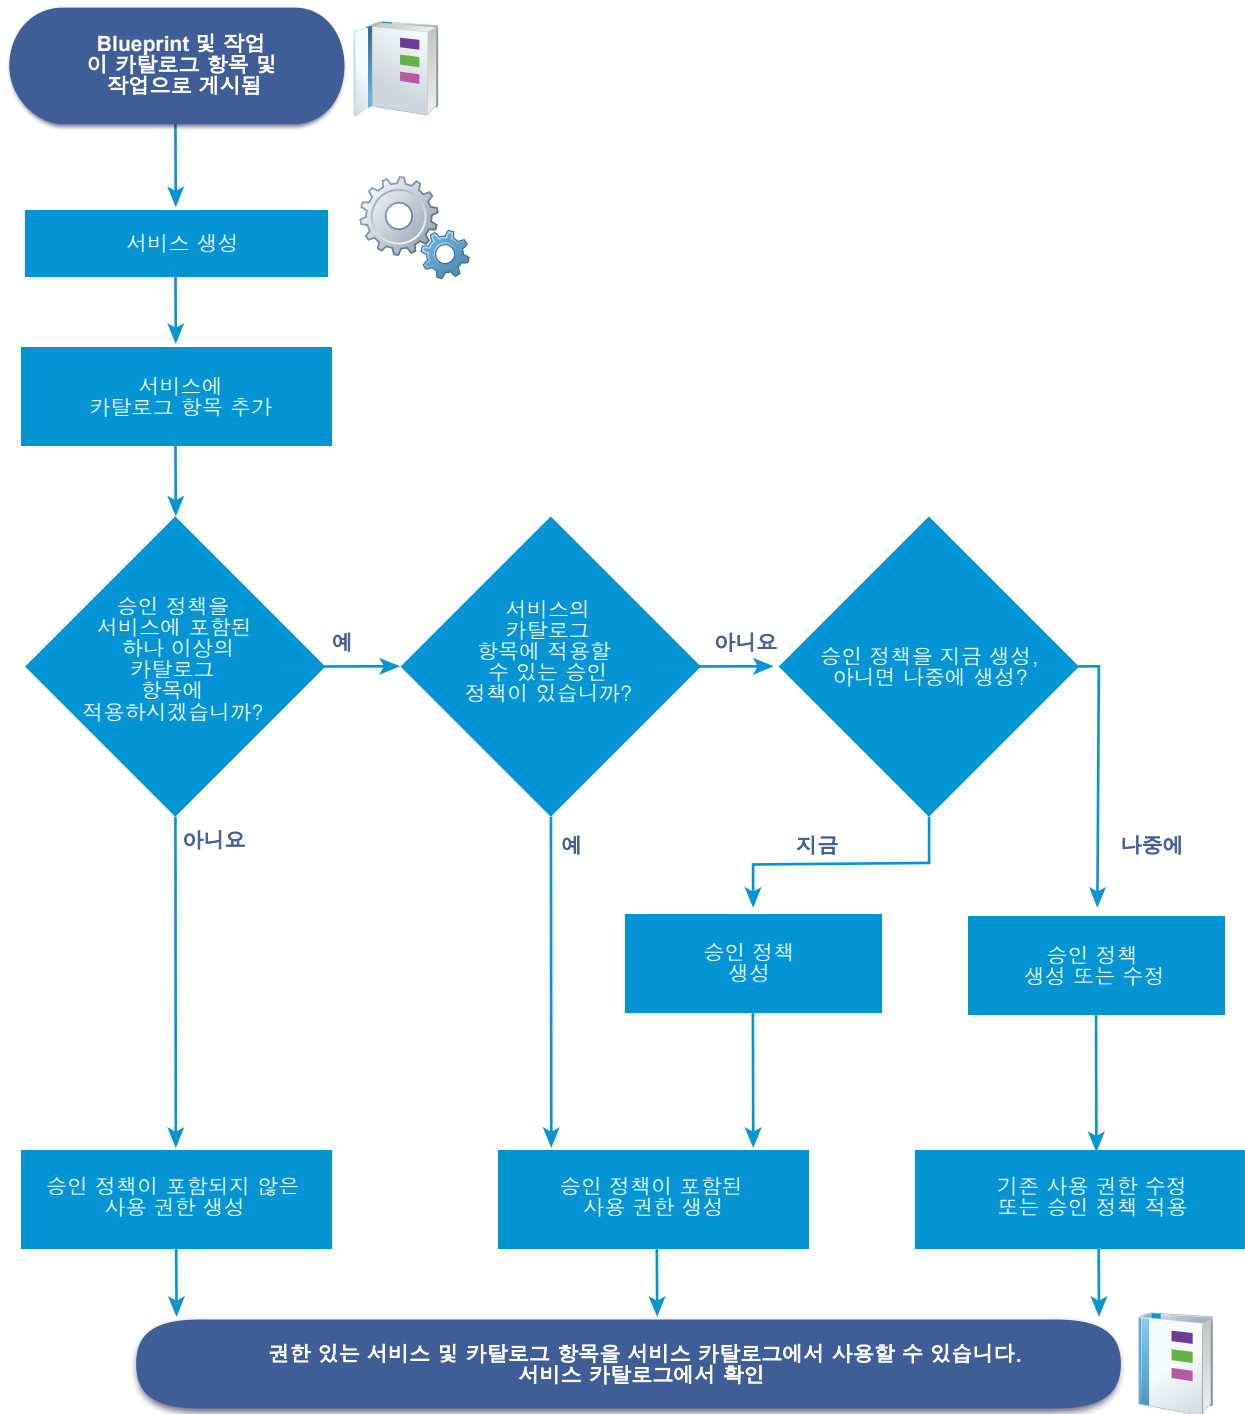 Blueprint 및 작업
이 카탈로그 항목 및
작업으로 게시됨
서비스 생성
서비스에
카탈로그 항목 추가
승인 정책을
서비스에 포함된
하나 이상의
카탈로그
항목에
적용하시겠습니까?
예
서비스의
카탈로그
항목에 적용할
수 있는 승인
정책이 있습니까?
아니요
승인 정책을 지금 생성,
아니면 나중에 생성?
아니요
예
지금
나중에
승인 정책
생성
승인 정책
생성 또는 수정
승인 정책이 포함되지 않은
사용 권한 생성
승인 정책이 포함된
사용 권한 생성
기존 사용 권한 수정
또는 승인 정책 적용
권한 있는 서비스 및 카탈로그 항목을 서비스 카탈로그에서 사용할 수 있습니다.
서비스 카탈로그에서 확인